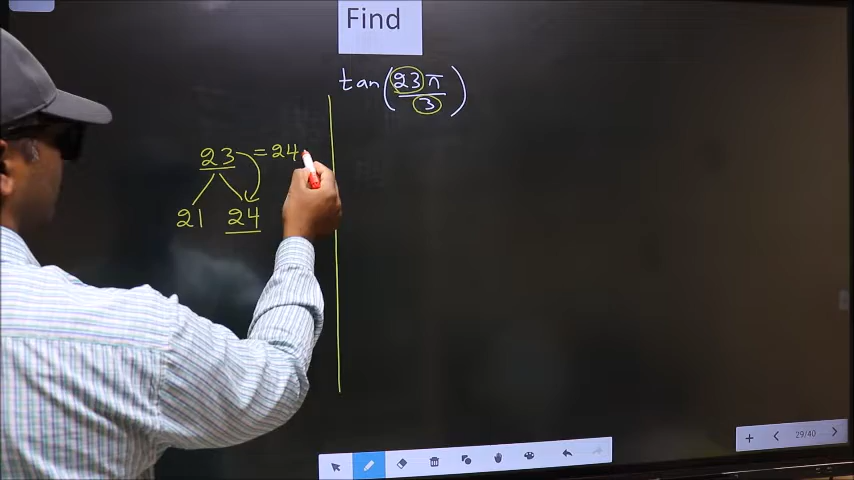 Find
tan(23π/3)
23 = 24
21 24
29/40